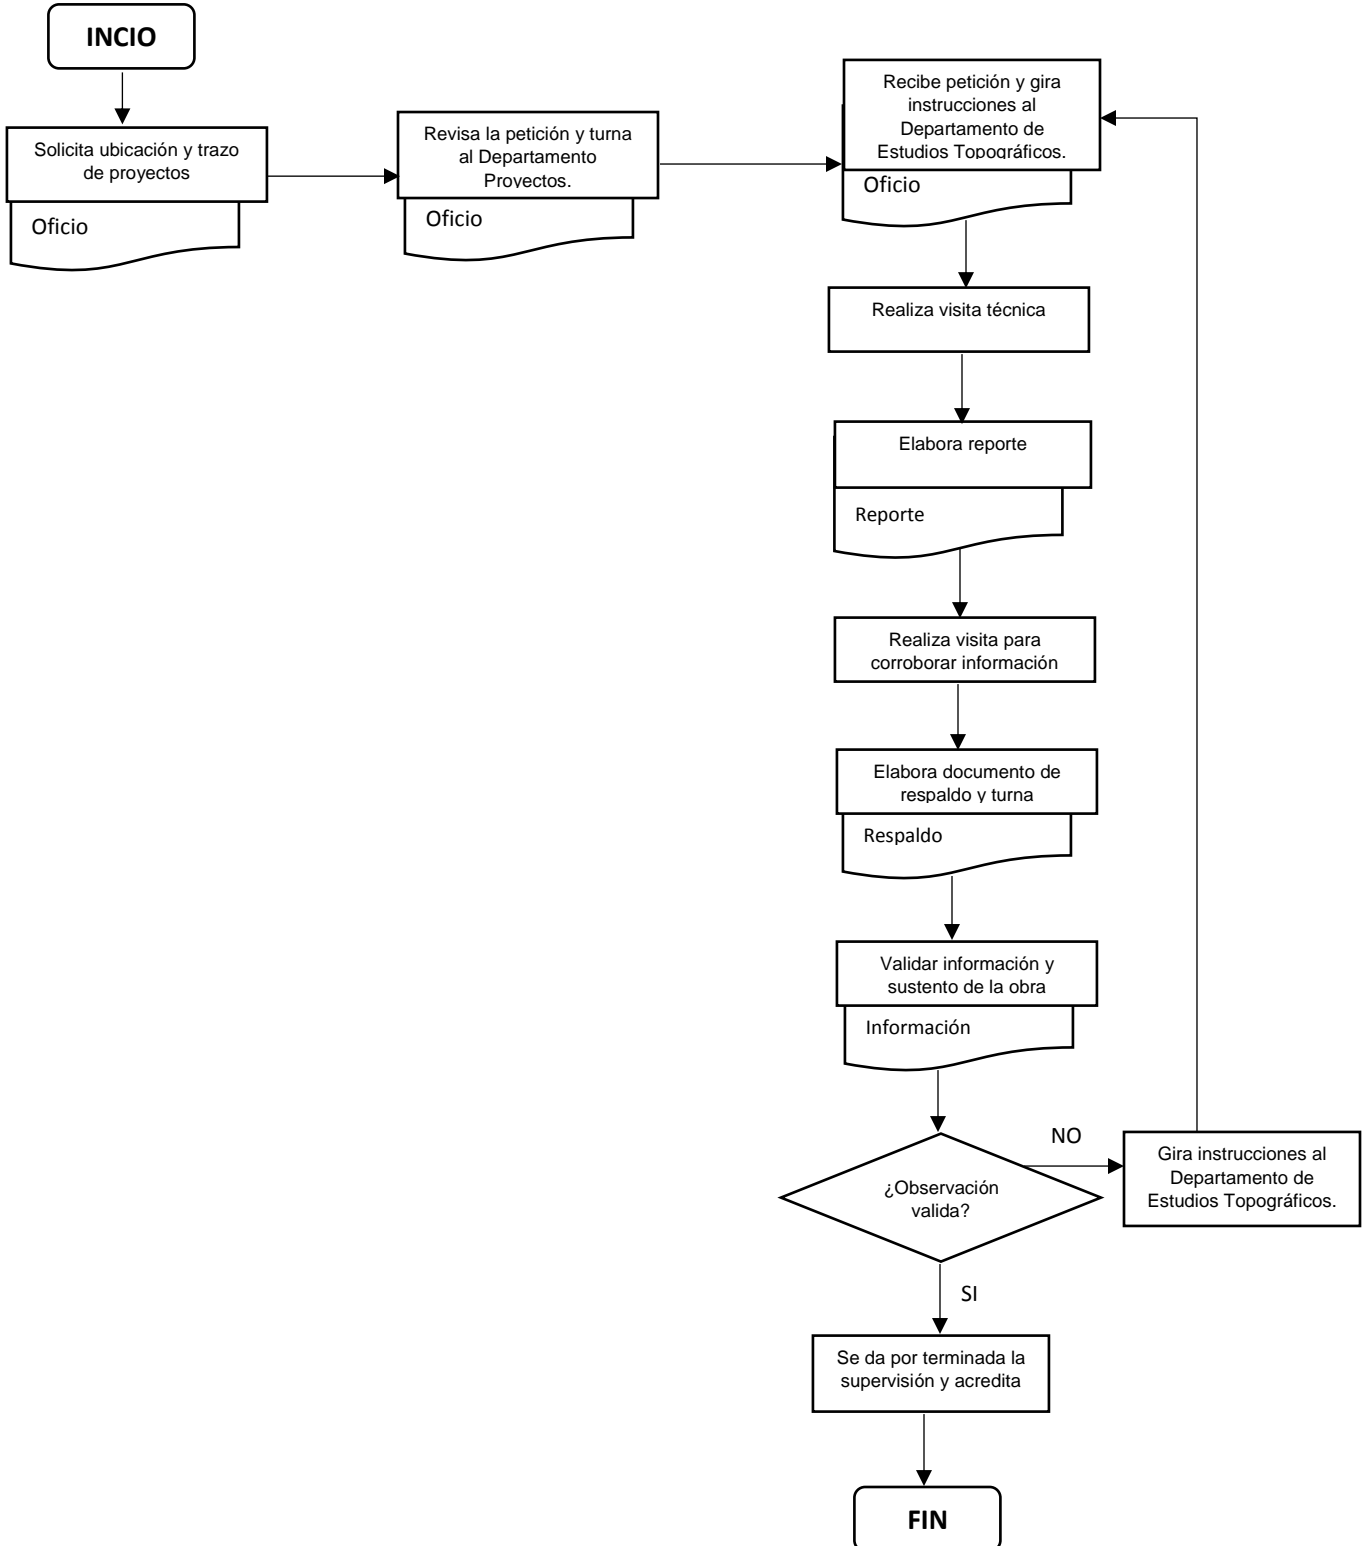 INCIO
Solicita ubicación y trazo
de proyectos
Oficio
Revisa la petición y turna
al Departamento
Proyectos.
Oficio
Recibe petición y gira
instrucciones al
Departamento de
Estudios Topográficos.
Oficio
Realiza visita técnica
Elabora reporte
Reporte
Realiza visita para
corroborar información
Elabora documento de
respaldo y turna
Respaldo
Validar información y
sustento de la obra
Información
¿Observación
valida?
NO
Gira instrucciones al
Departamento de
Estudios Topográficos.
SI
Se da por terminada la
supervisión y acredita
FIN